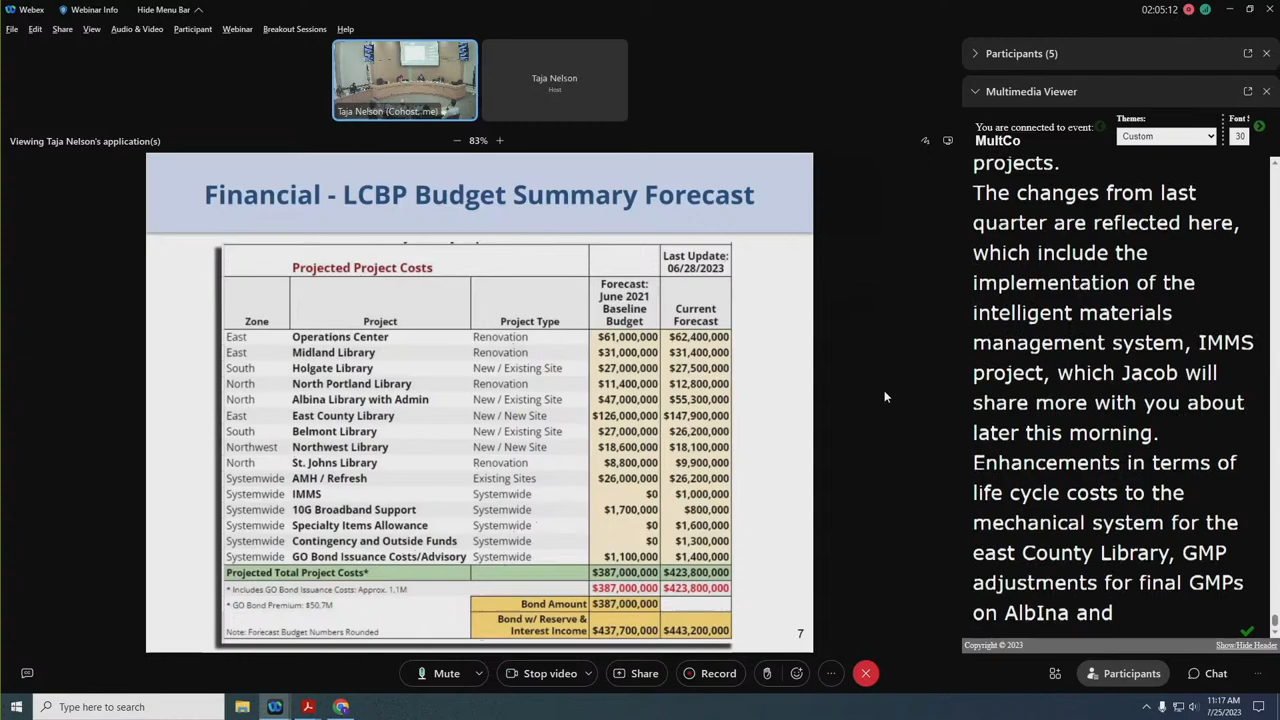 Webex
Webinar Info
Hide Menu Bar
02:05:12
File Edit Share View Audio & Video Participant Webinar Breakout Sessions Help
Taja Nelson (Cohost, me)
Taja Nelson
Host
Viewing Taja Nelson's application(s)
83%
Financial - LCBP Budget Summary Forecast
Projected Project Costs Last Update: 06/28/2023
Zone Project Project Type Forecast: June 2021 Baseline Budget Current Forecast
East Operations Center Renovation $61,000,000 $62,400,000
East Midland Library Renovation $31,000,000 $31,400,000
South Holgate Library New / Existing Site $27,000,000 $27,500,000
North North Portland Library Renovation $11,400,000 $12,800,000
North Albina Library with Admin New / Existing Site $47,000,000 $55,300,000
East East County Library New / New Site $126,000,000 $147,900,000
South Belmont Library New / Existing Site $27,000,000 $26,200,000
Northwest Northwest Library New / New Site $18,600,000 $18,100,000
North St. Johns Library Renovation $8,800,000 $9,900,000
Systemwide AMH / Refresh Existing Sites $26,000,000 $26,200,000
Systemwide IMMS Systemwide $0 $1,000,000
Systemwide 10G Broadband Support Systemwide $1,700,000 $800,000
Systemwide Specialty Items Allowance Systemwide $0 $1,600,000
Systemwide Contingency and Outside Funds Systemwide $0 $1,300,000
Systemwide GO Bond Issuance Costs/Advisory Systemwide $1,100,000 $1,400,000
Projected Total Project Costs* $387,000,000 $423,800,000
* Includes GO Bond Issuance Costs: Approx. 1.1M $387,000,000 $423,800,000
* GO Bond Premium: $50.7M Bond Amount $387,000,000
Note: Forecast Budget Numbers Rounded Bond w/ Reserve & Interest Income $437,700,000 $443,200,000
7
Participants (5)
Multimedia Viewer
You are connected to event:
MultCo
Themes:
Custom
Font
30
projects.
The changes from last
quarter are reflected here,
which include the
implementation of the
intelligent materials
management system, IMMS
project, which Jacob will
share more with you about
later this morning.
Enhancements in terms of
life cycle costs to the
mechanical system for the
east County Library, GMP
adjustments for final GMPs
on AlbIna and
Copyright © 2023
Show/Hide Header
Mute
Stop video
Share
Record
Participants
Chat
Type here to search
11:17 AM
7/25/2023